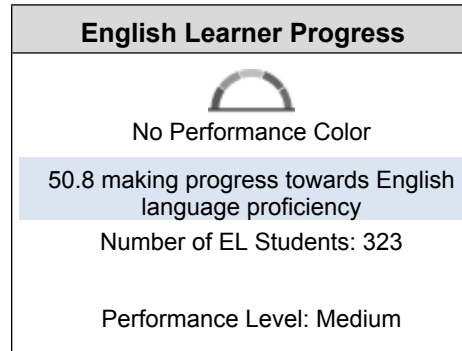 English Learner Progress
No Performance Color
50.8 making progress towards English
language proficiency
Number of EL Students: 323
Performance Level: Medium